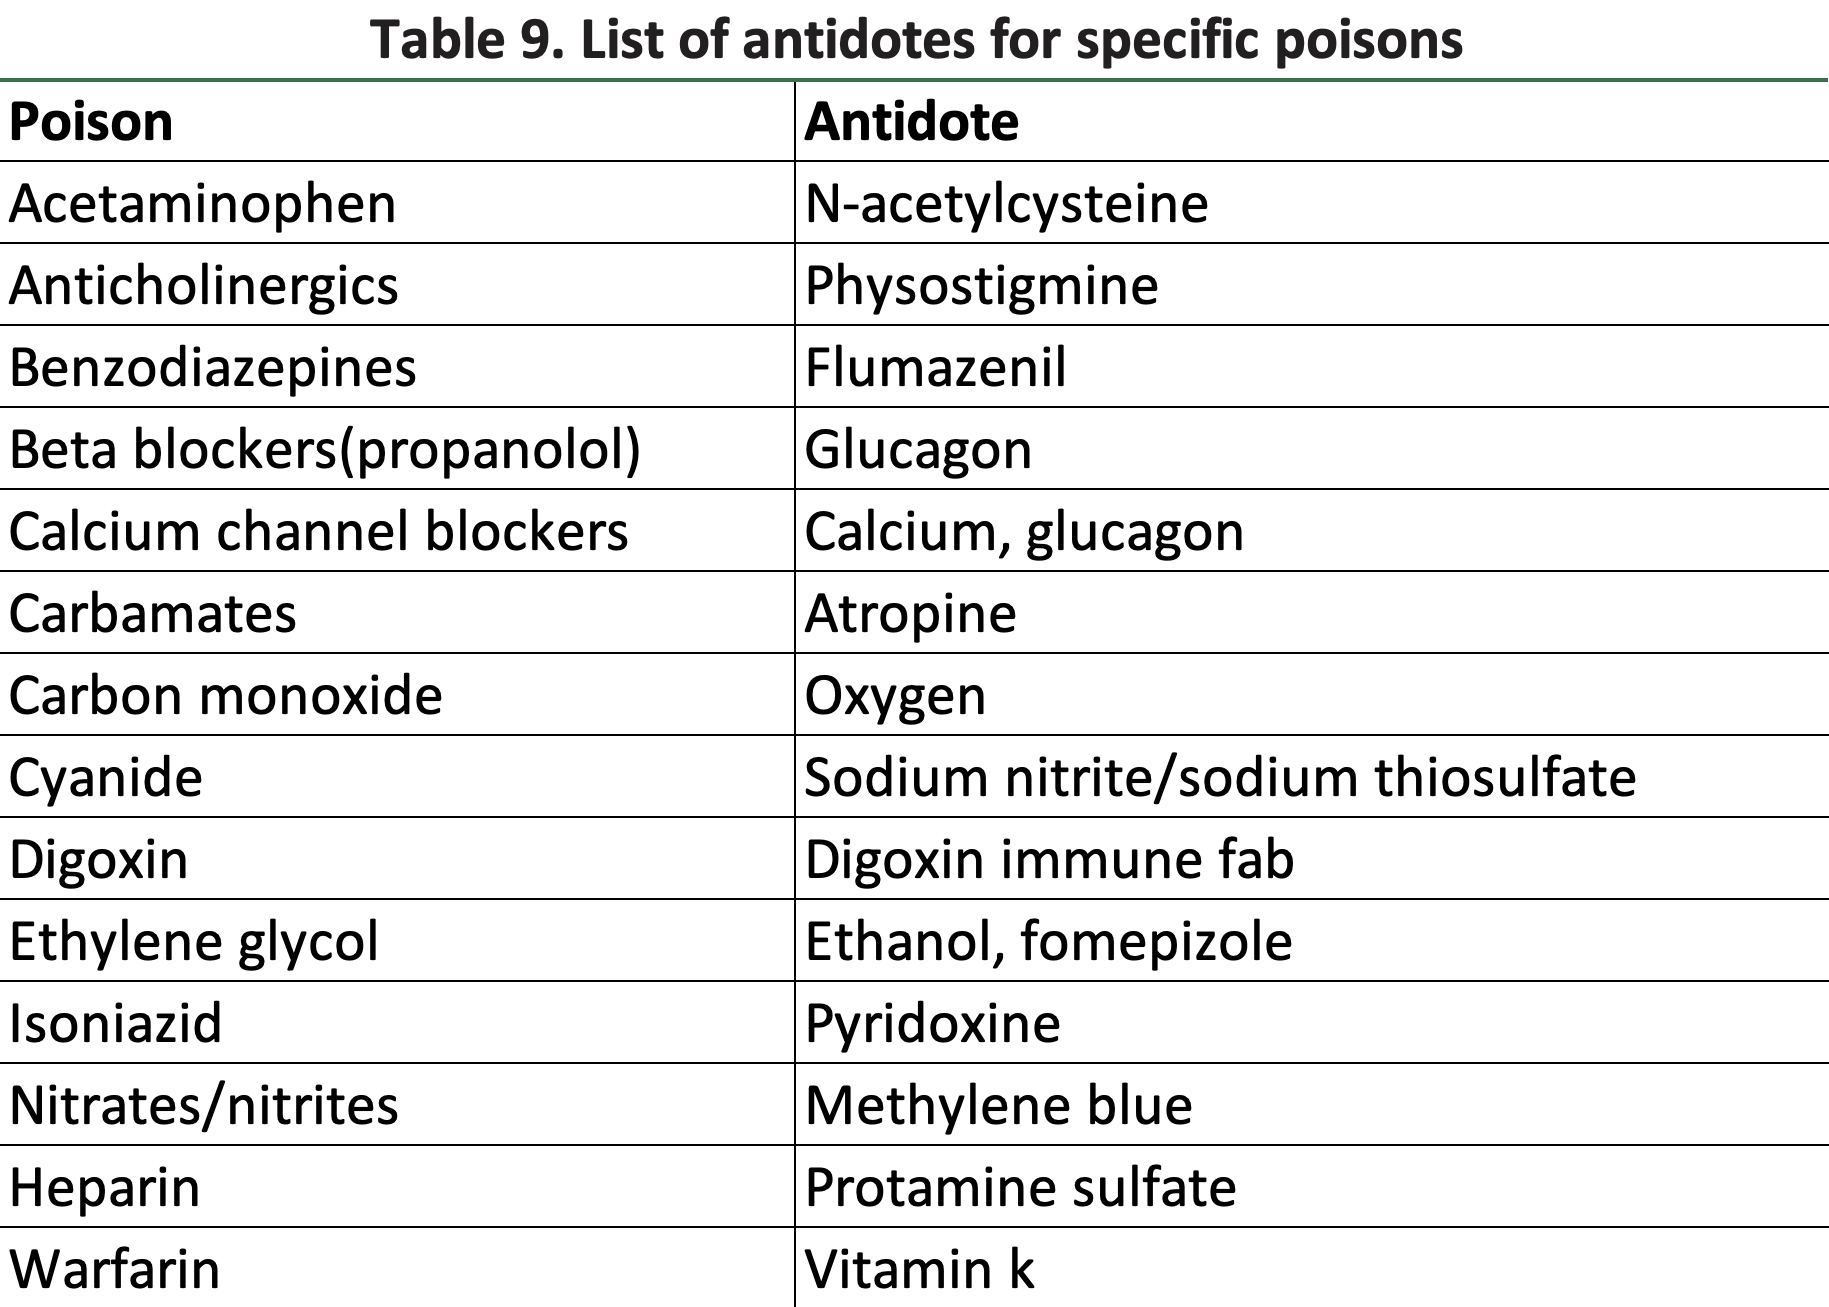 Table 9. List of antidotes for specific poisons
Poison Antidote
Acetaminophen N-acetylcysteine
Anticholinergics Physostigmine
Benzodiazepines Flumazenil
Beta blockers(propanolol) Glucagon
Calcium channel blockers Calcium, glucagon
Carbamates Atropine
Carbon monoxide Oxygen
Cyanide Sodium nitrite/sodium thiosulfate
Digoxin Digoxin immune fab
Ethylene glycol Ethanol, fomepizole
Isoniazid Pyridoxine
Nitrates/nitrites Methylene blue
Heparin Protamine sulfate
Warfarin Vitamin k